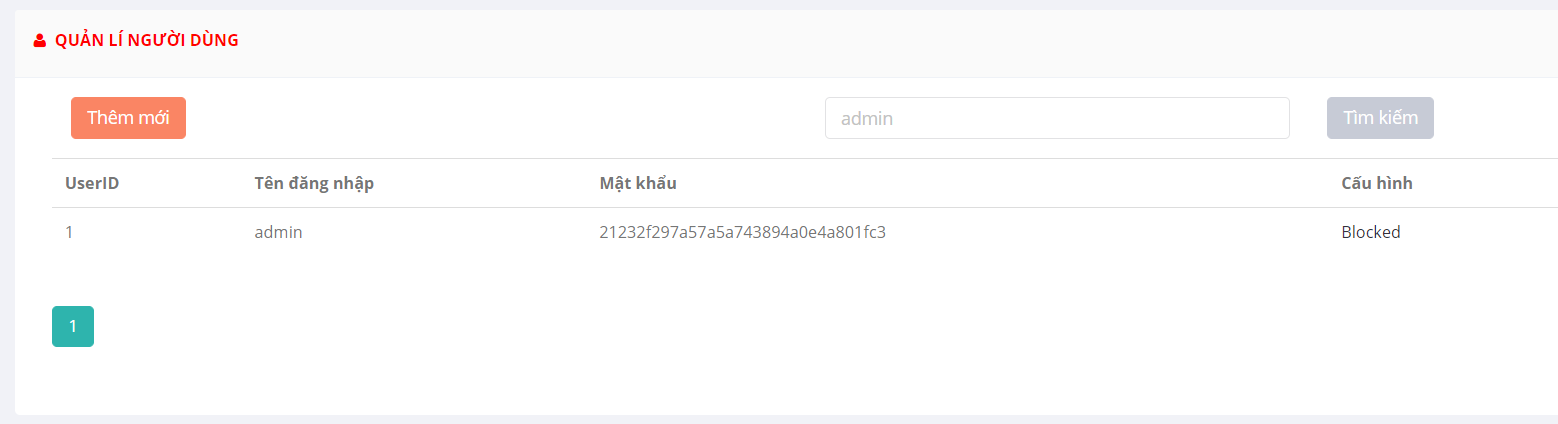 QUẢN LÍ NGƯỜI DÙNG
Thêm mới admin Tìm kiếm
UserID Tên đăng nhập Mật khẩu Cấu hình
1 admin 21232f297a57a5a743894a0e4a801fc3 Blocked
1